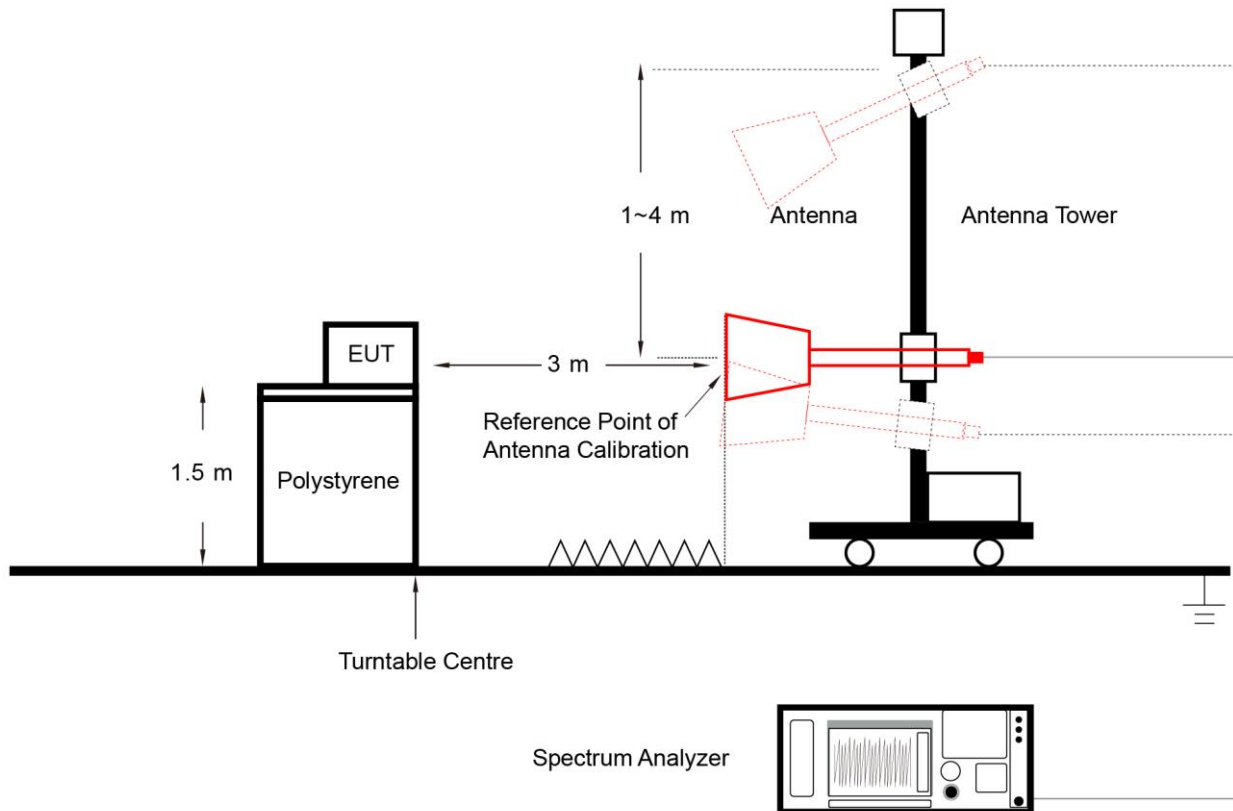 1~4 m
Antenna
Antenna Tower
EUT
3 m
Reference Point of
Antenna Calibration
1.5 m
Polystyrene
Turntable Centre
Spectrum Analyzer